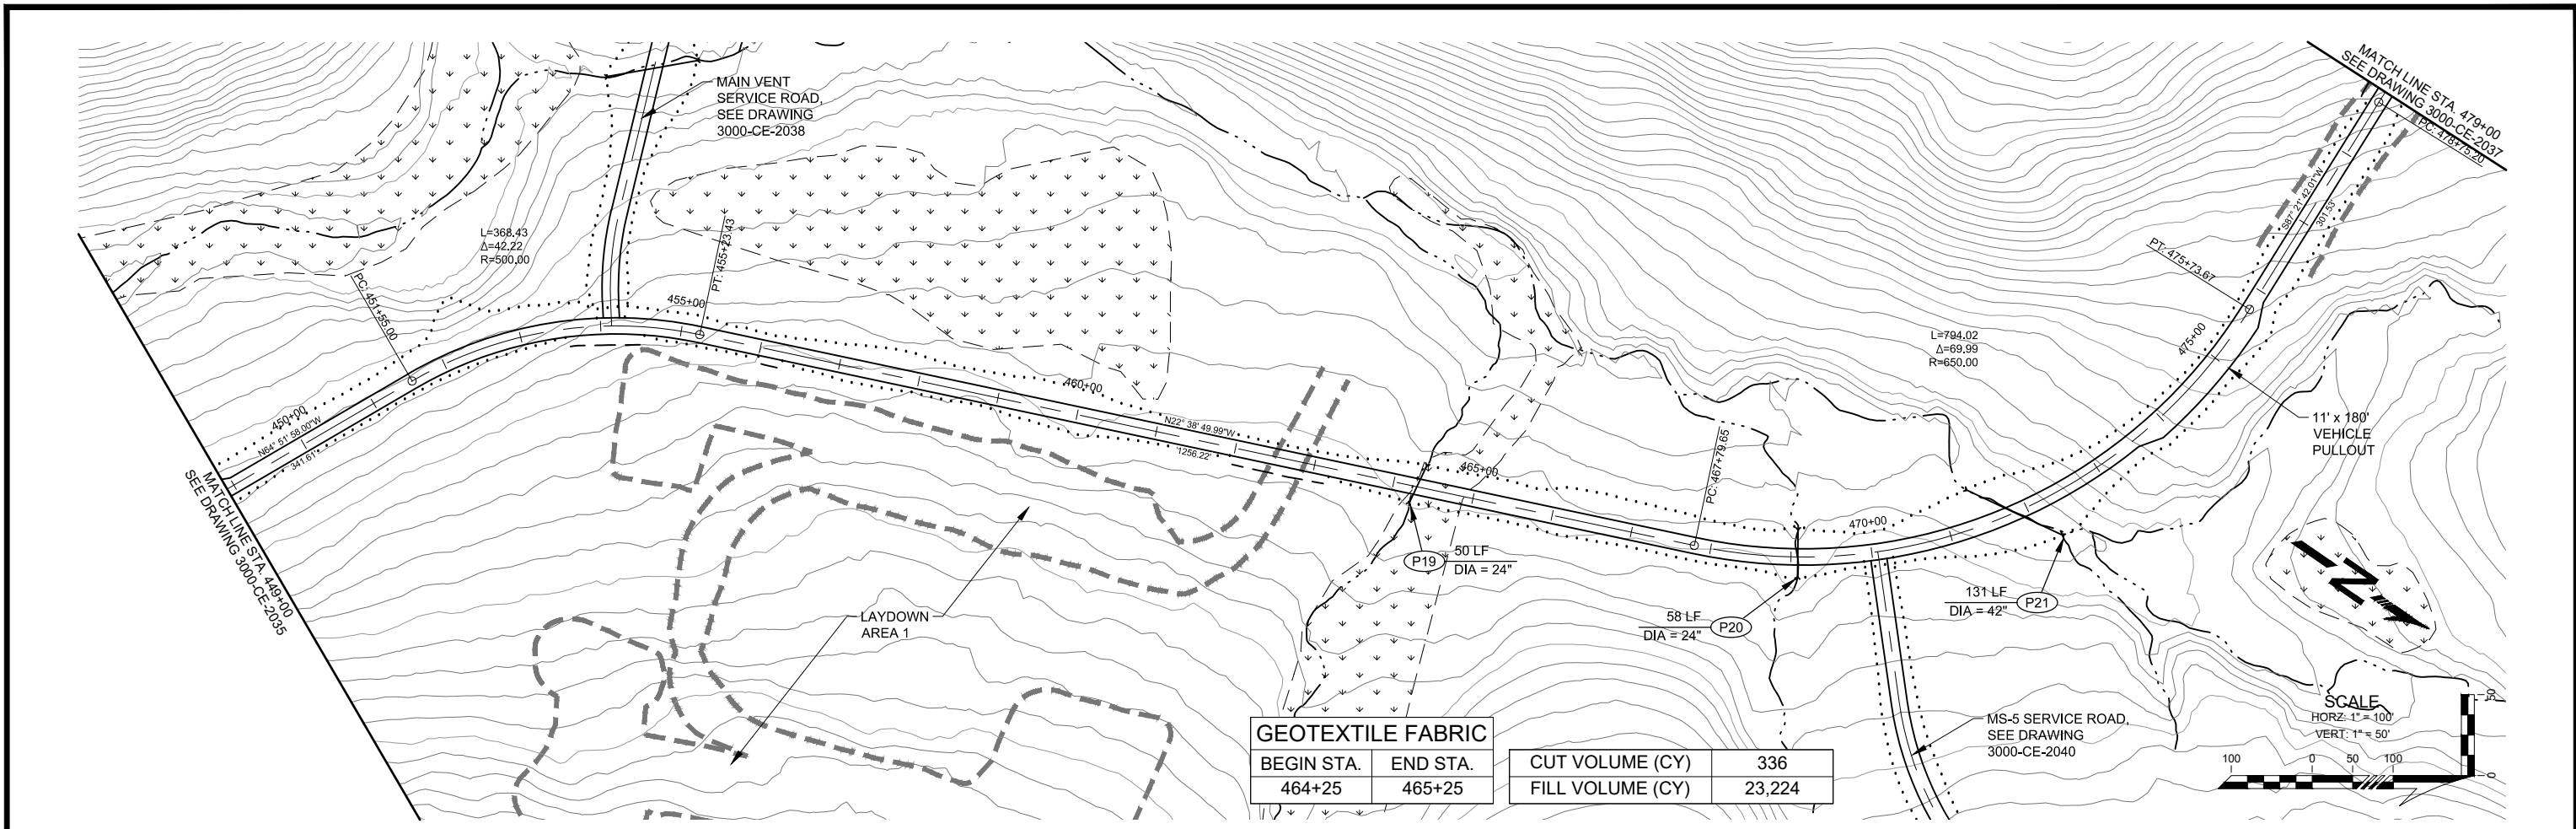 MAIN VENT
SERVICE ROAD,
SEE DRAWING
3000-CE-2038
MATCH LINE STA. 479+00
SEE DRAWING 3000-CE-2037
PC: 478+75.20
S87° 21' 42.01"W
301.53'
PT: 475+73.67
L=368.43
Δ=42.22
R=500.00
PC: 451+55.00
455+00
PT: 455+23.43
450+00
N64° 51' 58.00"W
341.61'
MATCH LINE STA. 449+00
SEE DRAWING 3000-CE-2035
460+00
N22° 38' 49.99"W
1256.22'
465+00
PC: 467+79.65
L=794.02
Δ=69.99
R=650.00
475+00
11' x 180'
VEHICLE
PULLOUT
470+00
P19
50 LF
DIA = 24"
58 LF
DIA = 24"
P20
131 LF
DIA = 42"
P21
LAYDOWN
AREA 1
MS-5 SERVICE ROAD,
SEE DRAWING
3000-CE-2040
N
GEOTEXTILE FABRIC
BEGIN STA. END STA.
464+25 465+25
CUT VOLUME (CY) 336
FILL VOLUME (CY) 23,224
SCALE
HORZ: 1" = 100'
VERT: 1" = 50'
100 0 50 100
50
0